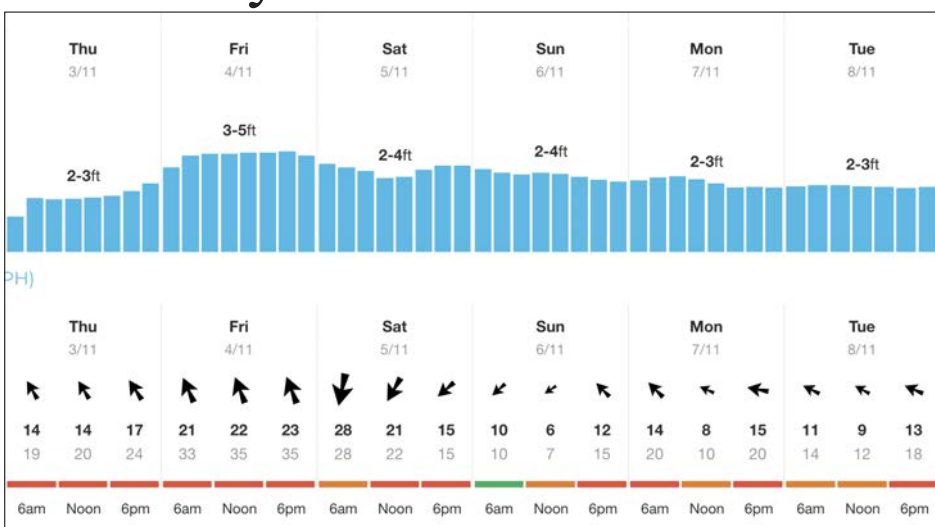 Thu Fri Sat Sun Mon Tue
3/11 4/11 5/11 6/11 7/11 8/11
3-5ft
2-4ft 2-4ft
2-3ft 2-3ft 2-3ft
PH)
Thu Fri Sat Sun Mon Tue
3/11 4/11 5/11 6/11 7/11 8/11
14 14 17 21 22 23 28 21 15 10 6 12 14 8 15 11 9 13
19 20 24 33 35 35 28 22 15 10 7 15 20 10 20 14 12 18
6am Noon 6pm 6am Noon 6pm 6am Noon 6pm 6am Noon 6pm 6am Noon 6pm 6am Noon 6pm